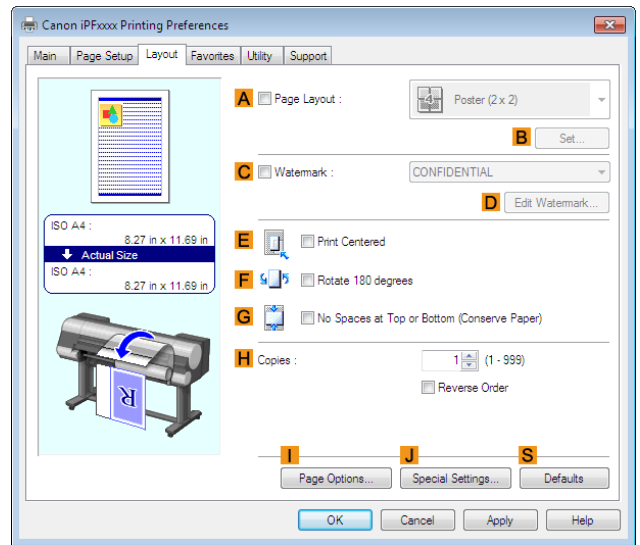 Canon iPFxxxx Printing Preferences
Main Page Setup Layout Favorites Utility Support
A Page Layout : 4 Poster (2 x 2)
B Set...
C Watermark : CONFIDENTIAL
D Edit Watermark...
ISO A4 :
8.27 in x 11.69 in
Actual Size
ISO A4 :
8.27 in x 11.69 in
R
E Print Centered
F Rotate 180 degrees
G No Spaces at Top or Bottom (Conserve Paper)
H Copies : 1 (1 - 999)
Reverse Order
I J S
Page Options... Special Settings... Defaults
OK Cancel Apply Help